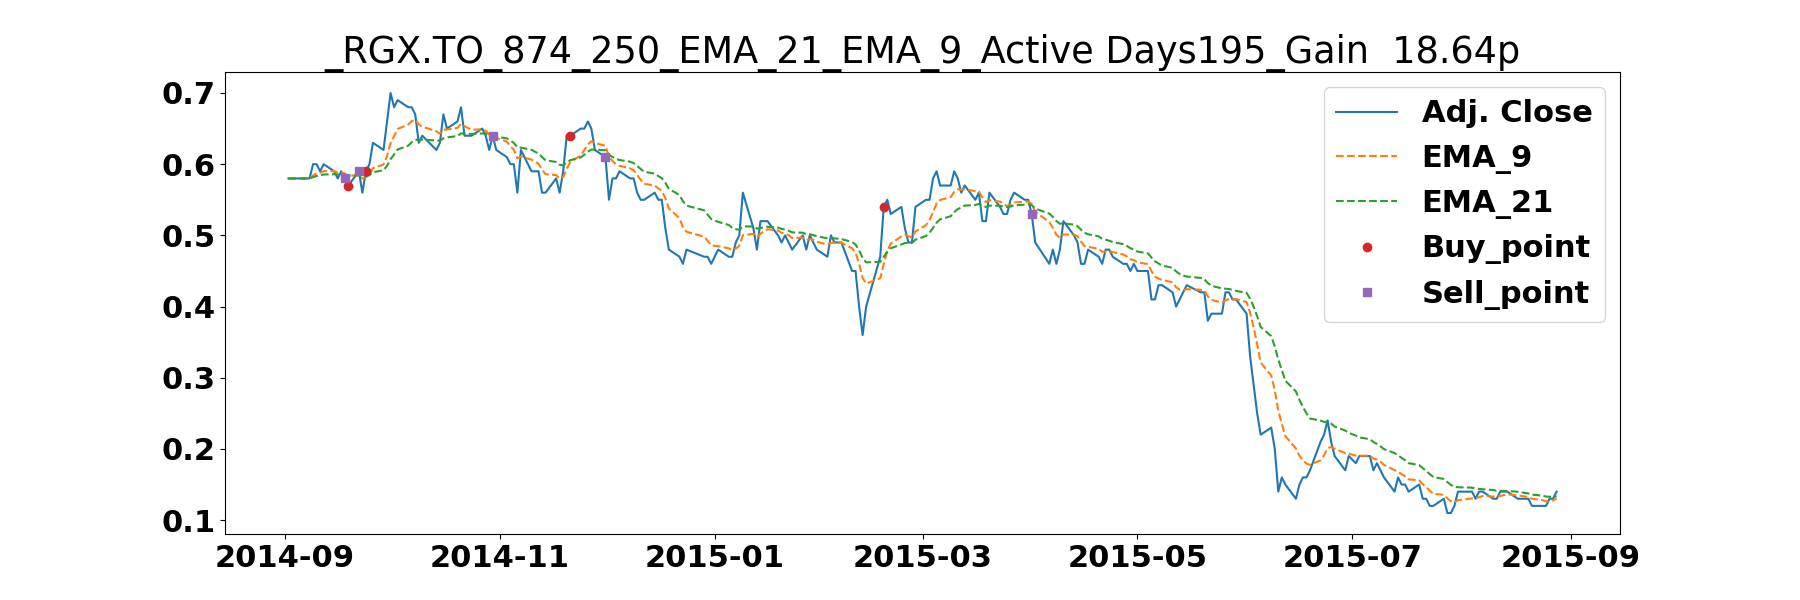 _RGX.TO_874_250_EMA_21_EMA_9_Active Days195_Gain  18.64p
0.7
0.6
0.5
0.4
0.3
0.2
0.1
Adj. Close
EMA_9
EMA_21
Buy_point
Sell_point
2014-09 2014-11 2015-01 2015-03 2015-05 2015-07 2015-09